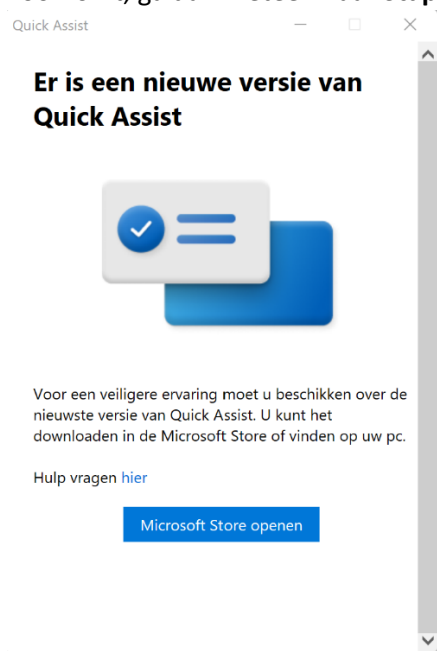 Quick Assist
Er is een nieuwe versie van
Quick Assist
Voor een veiligere ervaring moet u beschikken over de
nieuwste versie van Quick Assist. U kunt het
downloaden in de Microsoft Store of vinden op uw pc.
Hulp vragen hier
Microsoft Store openen